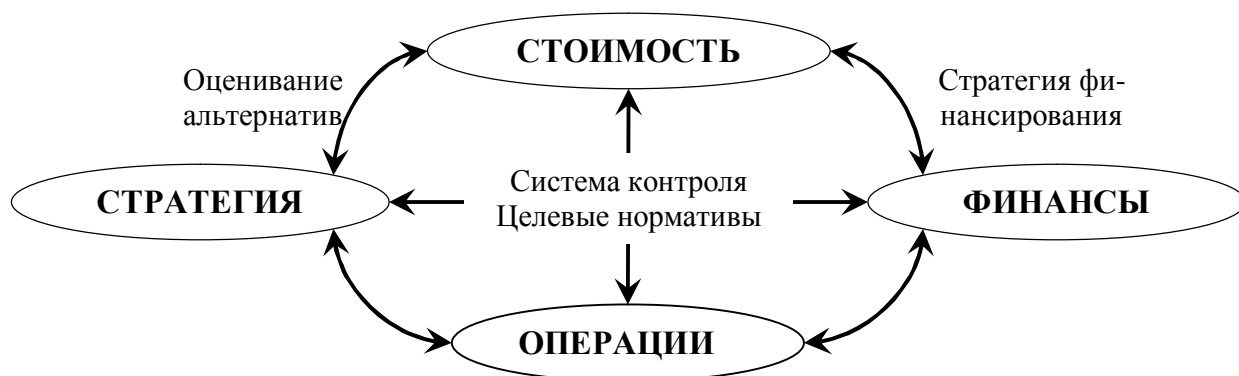 СТОИМОСТЬ
Оценивание
альтернатив
Стратегия фи-
нансирования
СТРАТЕГИЯ
Система контроля
Целевые нормативы
ФИНАНСЫ
ОПЕРАЦИИ